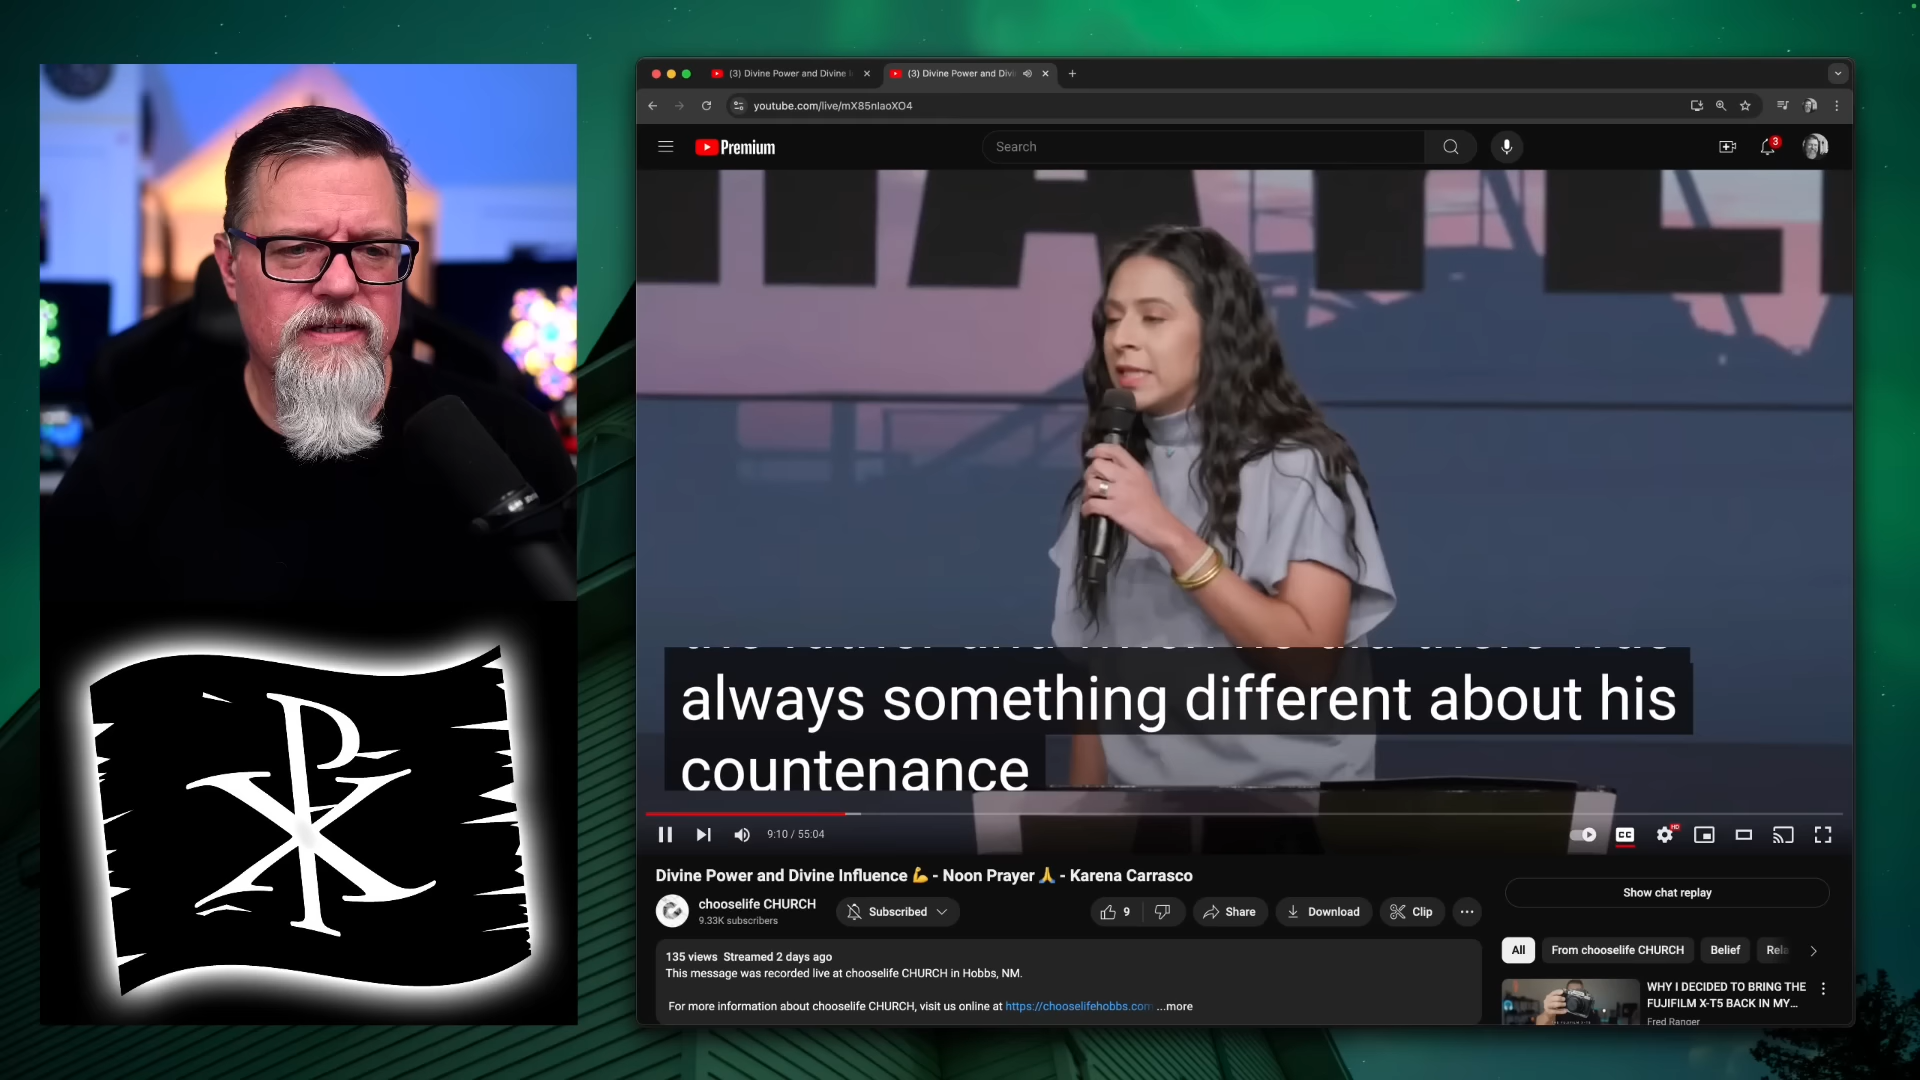 (3) Divine Power and Divine I
(3) Divine Power and Divi
youtube.com/live/mX85nIaoXO4
Premium
Search
3
always something different about his
countenance
9:10 / 55:04
CC
HD
Divine Power and Divine Influence 💪 - Noon Prayer 🙏 - Karena Carrasco
Show chat replay
chooselife CHURCH
9.33K subscribers
Subscribed
9
Share
Download
Clip
All
From chooselife CHURCH
Belief
Rela
135 views Streamed 2 days ago
This message was recorded live at chooselife CHURCH in Hobbs, NM.
For more information about chooselife CHURCH, visit us online at https://chooselifehobbs.com ...more
WHY I DECIDED TO BRING THE
FUJIFILM X-T5 BACK IN MY...
Fred Ranger